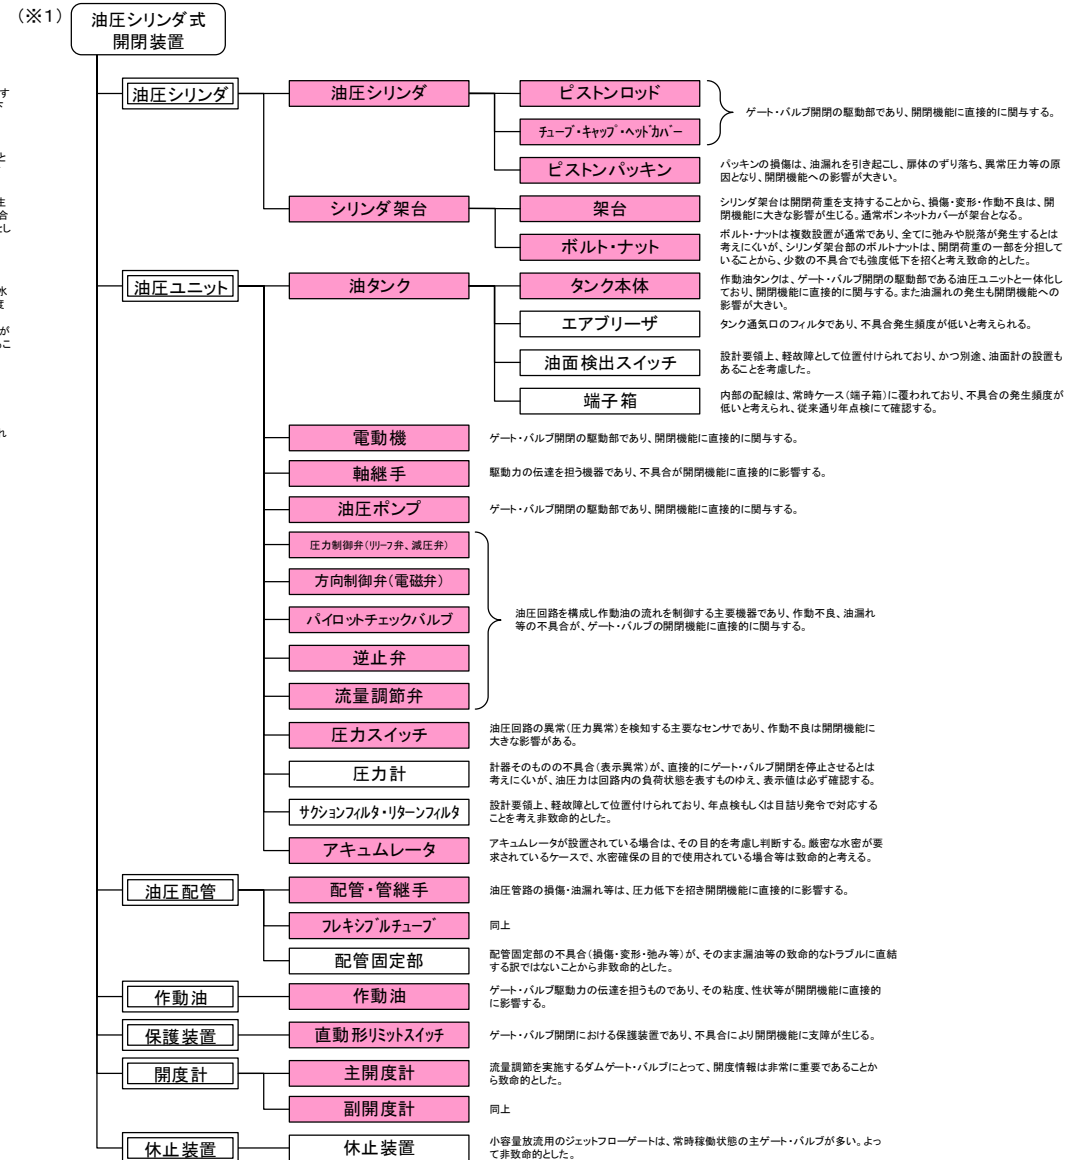 (※1)
油圧シリンダ式
開閉装置
油圧シリンダ
油圧シリンダ
ピストンロッド
チューブ・キャップ・ヘッドカバー
ゲート・バルブ開閉の駆動部であり、開閉機能に直接的に関与する。
ピストンパッキン
パッキンの損傷は、油漏れを引き起こし、扉体のずり落ち、異常圧力等の原
因となり、開閉機能への影響が大きい。
シリンダ架台
架台
シリンダ架台は開閉荷重を支持することから、損傷・変形・作動不良は、開
閉機能に大きな影響が生じる。通常ボンネットカバーが架台となる。
ボルト・ナット
ボルト・ナットは複数設置が通常であり、全てに弛みや脱落が発生するとは
考えにくいが、シリンダ架台部のボルトナットは、開閉荷重の一部を分担して
いることから、少数の不具合でも強度低下を招くと考え致命的とした。
油圧ユニット
油タンク
タンク本体
作動油タンクは、ゲート・バルブ開閉の駆動部である油圧ユニットと一体化し
ており、開閉機能に直接的に関与する。また油漏れの発生も開閉機能への
影響が大きい。
エアブリーザ
タンク通気口のフィルタであり、不具合発生頻度が低いと考えられる。
油面検出スイッチ
設計要領上、軽故障として位置付けられており、かつ別途、油面計の設置も
あることを考慮した。
端子箱
内部の配線は、常時ケース(端子箱)に覆われており、不具合の発生頻度が
低いと考えられ、従来通り年点検にて確認する。
電動機
ゲート・バルブ開閉の駆動部であり、開閉機能に直接的に関与する。
軸継手
駆動力の伝達を担う機器であり、不具合が開閉機能に直接的に影響する。
油圧ポンプ
ゲート・バルブ開閉の駆動部であり、開閉機能に直接的に関与する。
圧力制御弁(リリーフ弁、減圧弁)
方向制御弁(電磁弁)
パイロットチェックバルブ
逆止弁
流量調節弁
油圧回路を構成し作動油の流れを制御する主要機器であり、作動不良、油漏れ
等の不具合が、ゲート・バルブの開閉機能に直接的に関与する。
圧力スイッチ
油圧回路の異常(圧力異常)を検知する主要なセンサであり、作動不良は開閉機能に
大きな影響がある。
圧力計
計器そのものの不具合(表示異常)が、直接的にゲート・バルブ開閉を停止させるとは
考えにくいが、油圧力は回路内の負荷状態を表すものゆえ、表示値は必ず確認する。
サクションフィルタ・リターンフィルタ
設計要領上、軽故障として位置付けられており、年点検もしくは目詰り発令で対応する
ことを考え非致命的とした。
アキュムレータ
アキュムレータが設置されている場合は、その目的を考慮し判断する。厳密な水密が要
求されているケースで、水密確保の目的で使用されている場合等は致命的と考える。
油圧配管
配管・管継手
油圧管路の損傷・油漏れ等は、圧力低下を招き開閉機能に直接的に影響する。
フレキシブルチューブ
同上
配管固定部
配管固定部の不具合(損傷・変形・弛み等)が、そのまま漏油等の致命的なトラブルに直結
する訳ではないことから非致命的とした。
作動油
作動油
ゲート・バルブ駆動力の伝達を担うものであり、その粘度、性状等が開閉機能に直接的
に影響する。
保護装置
直動形リミットスイッチ
ゲート・バルブ開閉における保護装置であり、不具合により開閉機能に支障が生じる。
開度計
主開度計
流量調節を実施するダムゲート・バルブにとって、開度情報は非常に重要であることか
ら致命的とした。
副開度計
同上
休止装置
休止装置
小容量放流用のジェットフローゲートは、常時稼働状態の主ゲート・バルブが多い。よっ
て非致命的とした。